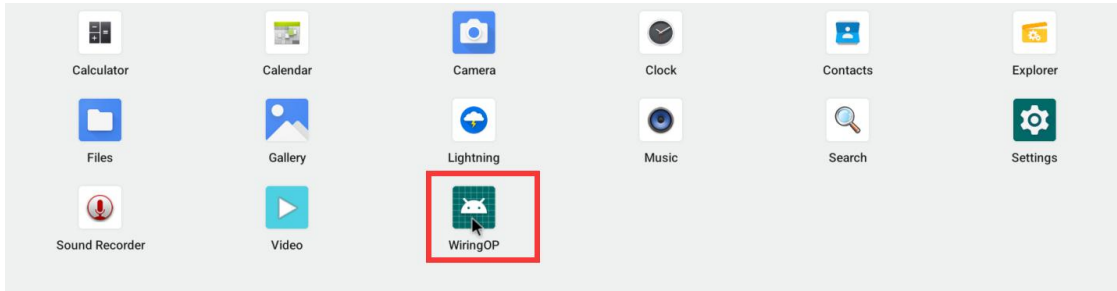 Calculator Calendar Camera Clock Contacts Explorer
Files Gallery Lightning Music Search Settings
Sound Recorder Video WiringOP